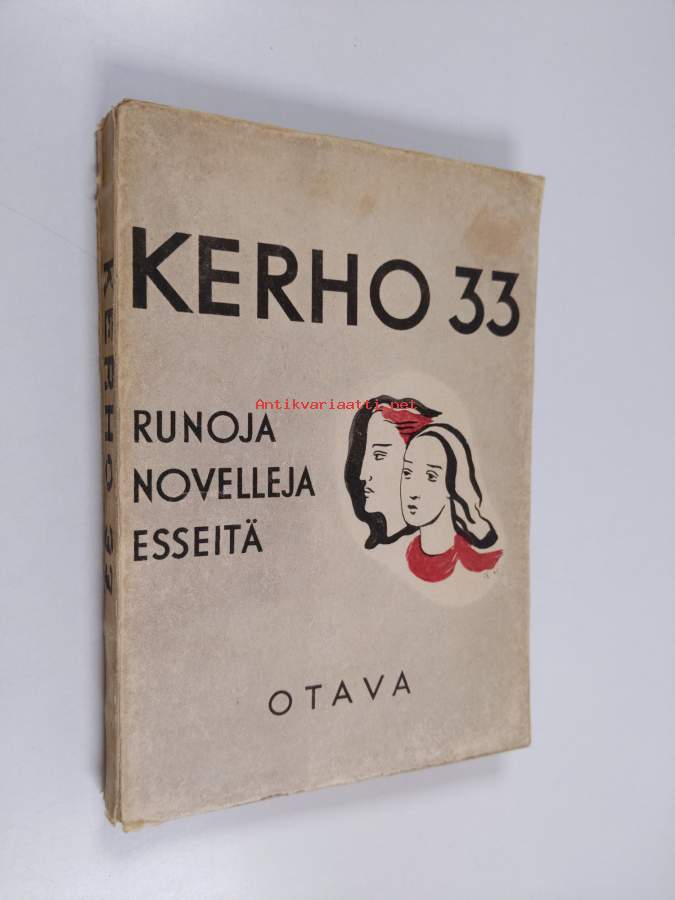 KERHO 33
Antikvariaatti.net
RUNOJA
NOVELLEJA
ESSEITÄ
OTAVA
KERHO 33